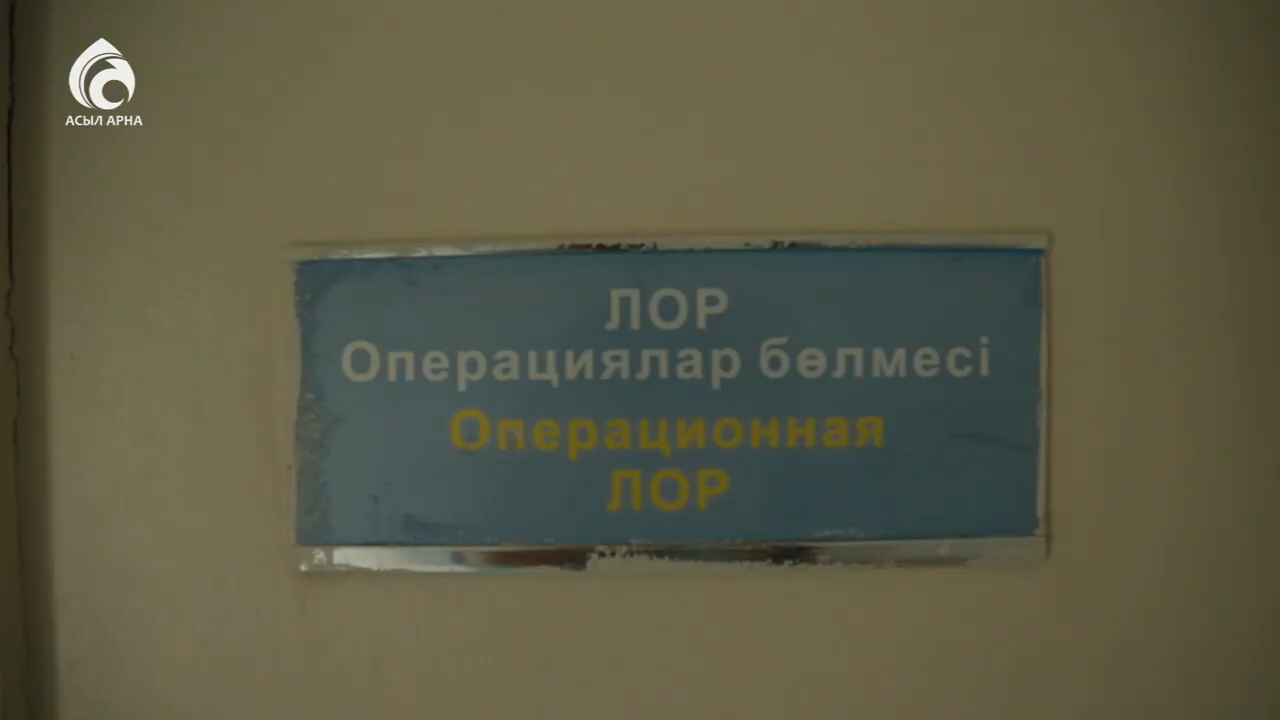 АСЫЛ АРНА
ЛОР
Операциялар бөлмесі
Операционная
ЛОР